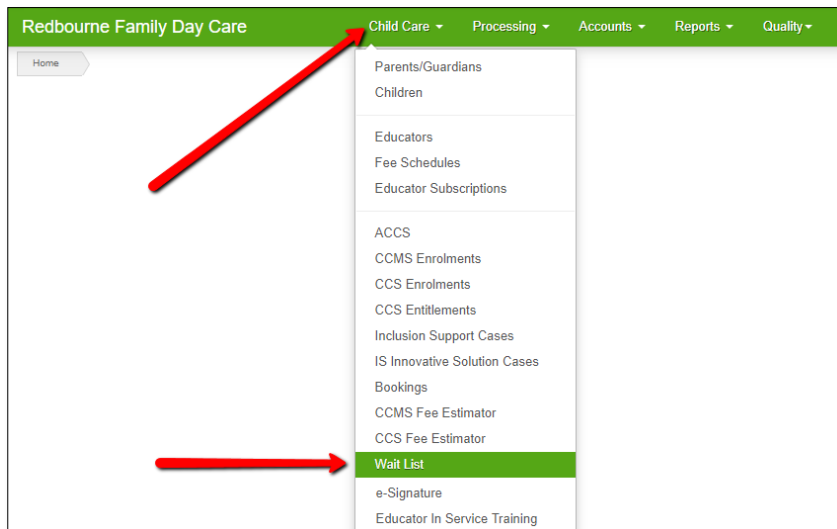 Redbourne Family Day Care Child Care Processing Accounts Reports Quality
Home
Parents/Guardians
Children
Educators
Fee Schedules
Educator Subscriptions
ACCS
CCMS Enrolments
CCS Enrolments
CCS Entitlements
Inclusion Support Cases
IS Innovative Solution Cases
Bookings
CCMS Fee Estimator
CCS Fee Estimator
Wait List
e-Signature
Educator In Service Training